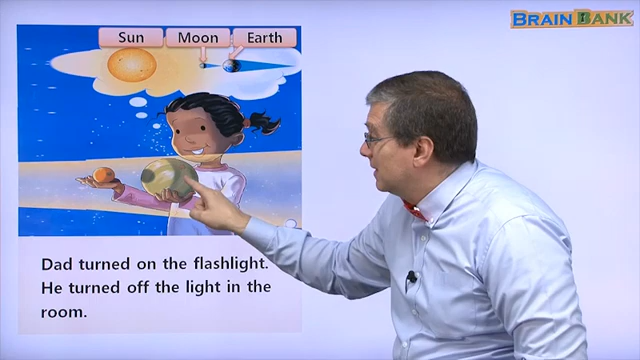 BRAIN BANK
Sun Moon Earth
Dad turned on the flashlight.
He turned off the light in the
room.